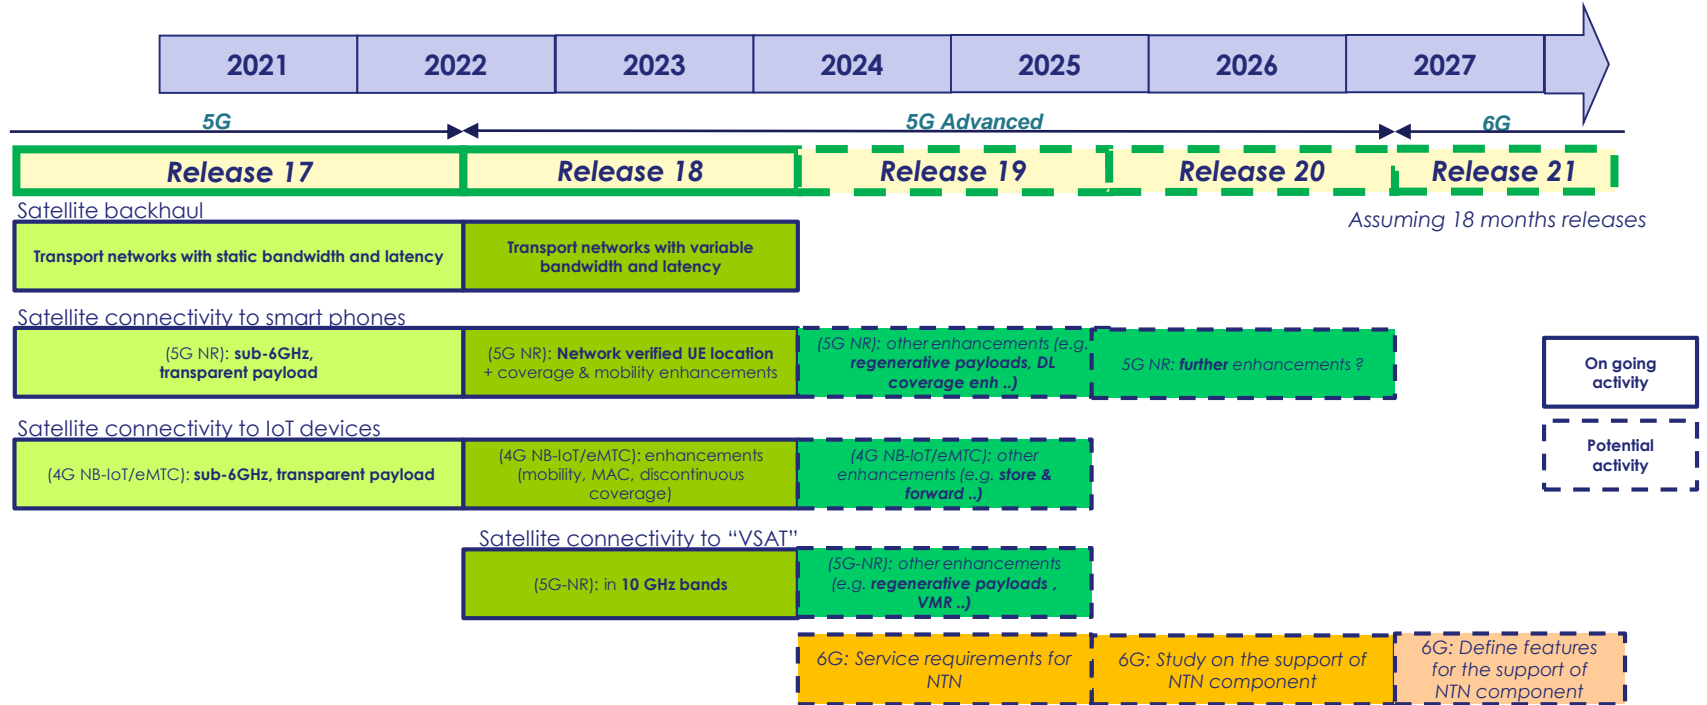 2021 2022 2023 2024 2025 2026 2027
5G 5G Advanced 6G
Release 17 Release 18 Release 19 Release 20 Release 21
Assuming 18 months releases
Satellite backhaul
Transport networks with static bandwidth and latency
Transport networks with variable
bandwidth and latency
Satellite connectivity to smart phones
(5G NR): sub-6GHz,
transparent payload
(5G NR): Network verified UE location
+ coverage & mobility enhancements
(5G NR): other enhancements (e.g.
regenerative payloads, DL
coverage enh ..)
5G NR: further enhancements ?
On going
activity
Potential
activity
Satellite connectivity to IoT devices
(4G NB-IoT/eMTC): sub-6GHz, transparent payload
(4G NB-IoT/eMTC): enhancements
(mobility, MAC, discontinuous
coverage)
(4G NB-IoT/eMTC): other
enhancements (e.g. store &
forward ..)
Satellite connectivity to “VSAT”
(5G-NR): in 10 GHz bands
(5G-NR): other enhancements
(e.g. regenerative payloads ,
VMR ..)
6G: Service requirements for
NTN
6G: Study on the support of
NTN component
6G: Define features
for the support of
NTN component